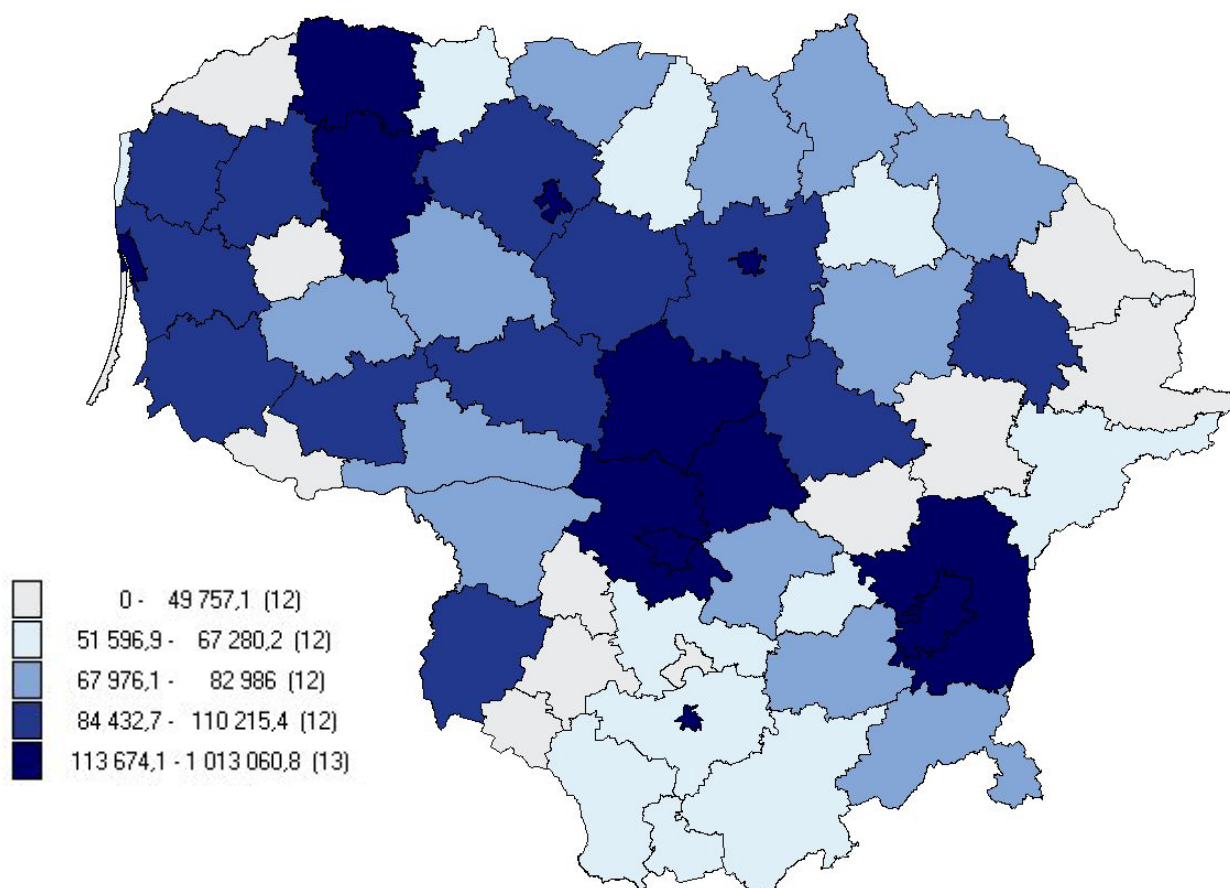 0 - 49 757,1 (12)
51 596,9 - 67 280,2 (12)
67 976,1 - 82 986 (12)
84 432,7 - 110 215,4 (12)
113 674,1 - 1 013 060,8 (13)